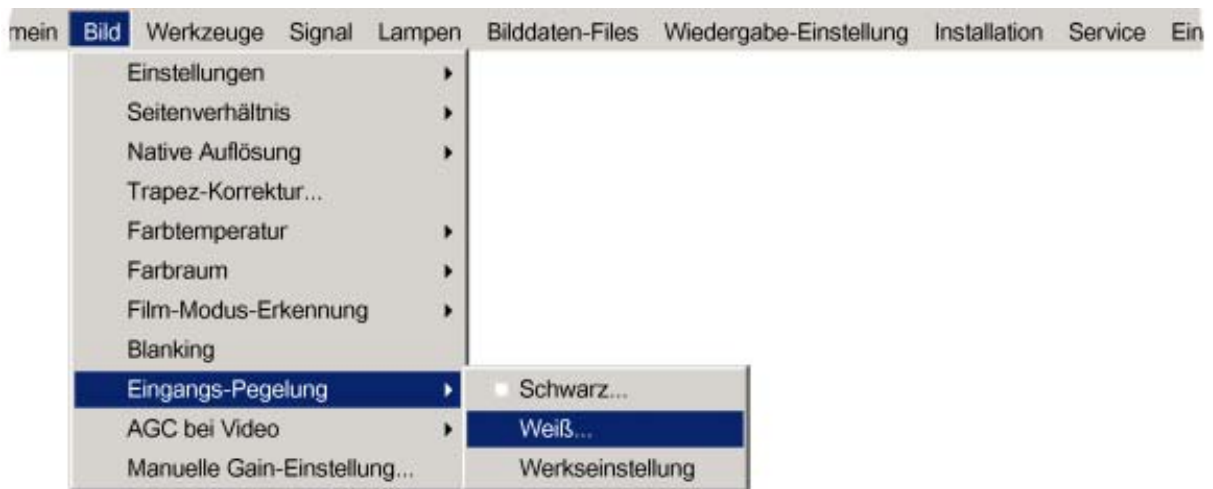 mein Bild Werkzeuge Signal Lampen Bilddaten-Files Wiedergabe-Einstellung Installation Service Ein
Einstellungen
Seitenverhältnis
Native Auflösung
Trapez-Korrektur...
Farbtemperatur
Farbraum
Film-Modus-Erkennung
Blanking
Eingangs-Pegelung
Schwarz...
AGC bei Video
Weiß...
Manuelle Gain-Einstellung...
Werkseinstellung